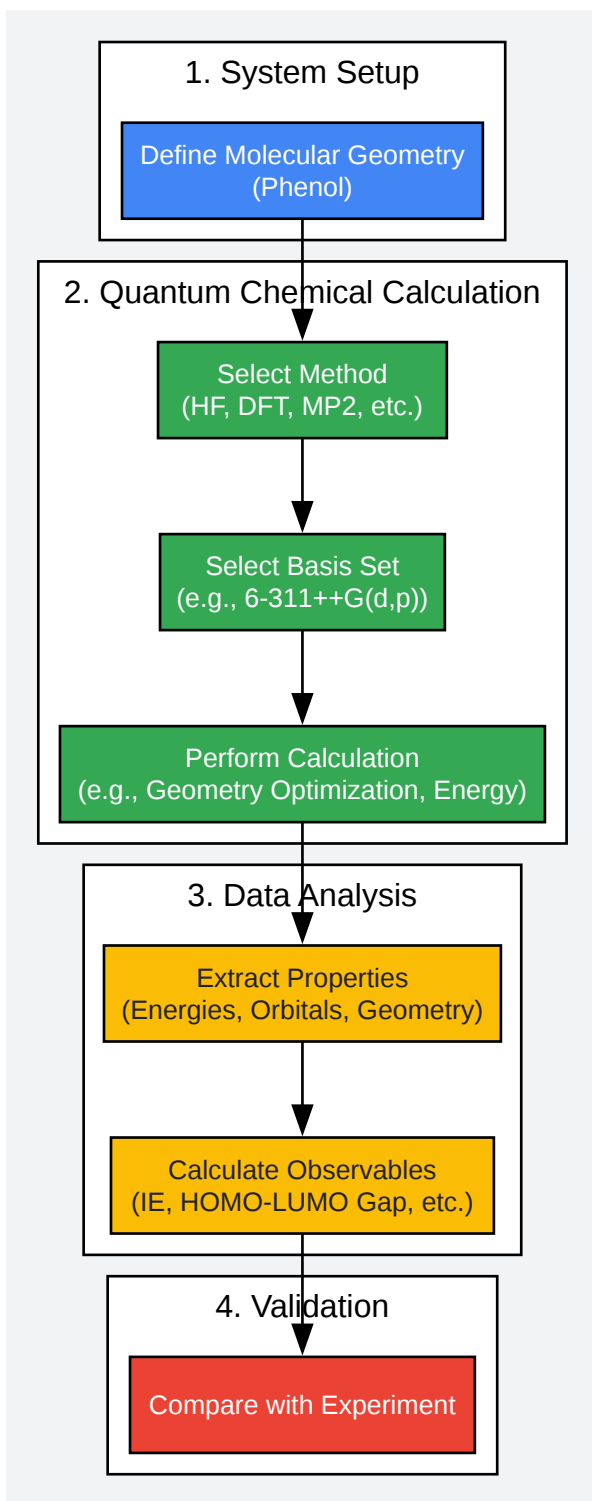 1. System Setup
Define Molecular Geometry
(Phenol)
2. Quantum Chemical Calculation
Select Method
(HF, DFT, MP2, etc.)
Select Basis Set
(e.g., 6-311++G(d,p))
Perform Calculation
(e.g., Geometry Optimization, Energy)
3. Data Analysis
Extract Properties
(Energies, Orbitals, Geometry)
Calculate Observables
(IE, HOMO-LUMO Gap, etc.)
4. Validation
Compare with Experiment